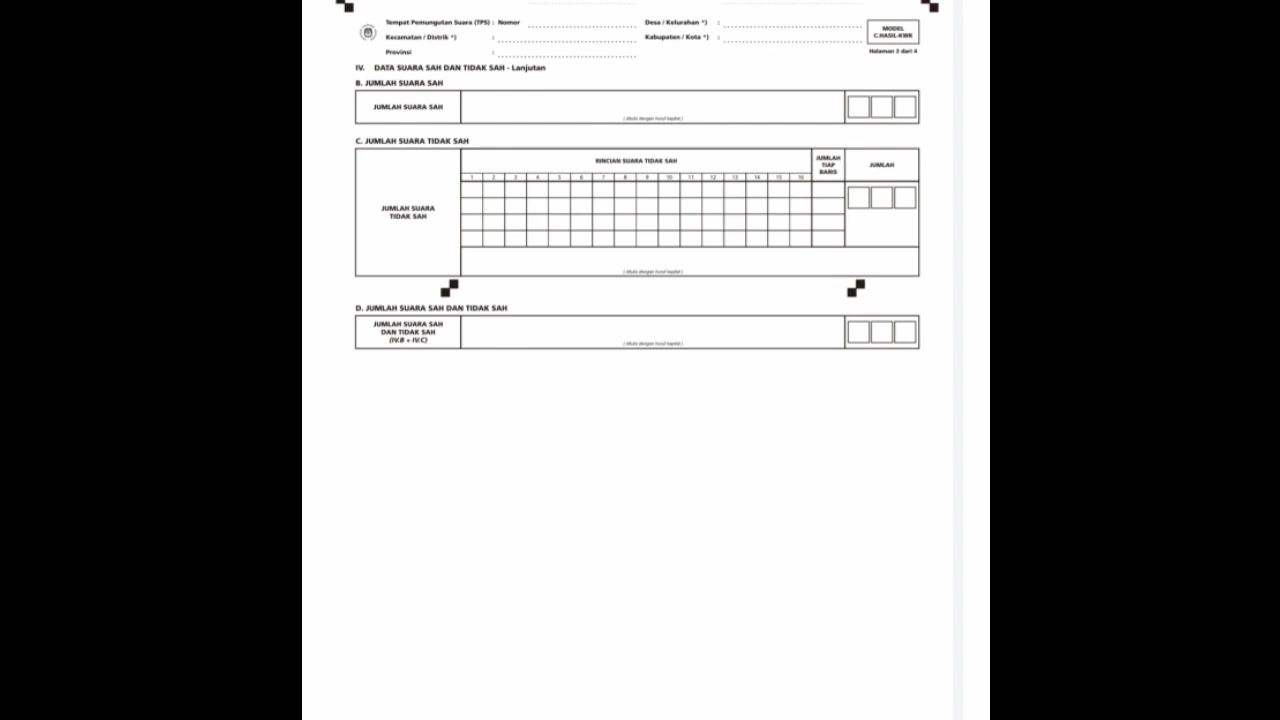 Tempat Pemungutan Suara (TPS) : Nomor
Desa / Kelurahan *) :
Kecamatan / Distrik *) :
Kabupaten / Kota *) :
Provinsi :
MODEL
C.HASIL-KWK
Halaman 3 dari 4
IV. DATA SUARA SAH DAN TIDAK SAH - Lanjutan
B. JUMLAH SUARA SAH
JUMLAH SUARA SAH
( ditulis dengan huruf kapital )
C. JUMLAH SUARA TIDAK SAH
RINCIAN SUARA TIDAK SAH
JUMLAH
TIAP
BARIS
JUMLAH
1 2 3 4 5 6 7 8 9 10 11 12 13 14 15 16
JUMLAH SUARA
TIDAK SAH
( ditulis dengan huruf kapital )
D. JUMLAH SUARA SAH DAN TIDAK SAH
JUMLAH SUARA SAH
DAN TIDAK SAH
(IV.B + IV.C)
( ditulis dengan huruf kapital )